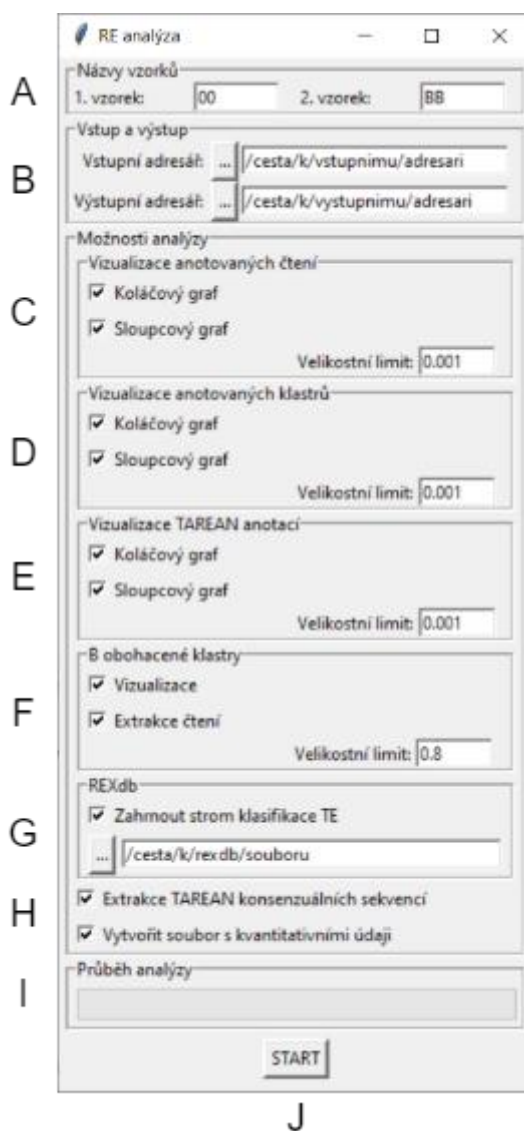 RE analýza
A
Názvy vzorků
1. vzorek: 00 2. vzorek: BB
B
Vstup a výstup
Vstupní adresář: ... /cesta/k/vstupnimu/adresari
Výstupní adresář: ... /cesta/k/vystupnimu/adresari
Možnosti analýzy
C
Vizualizace anotovaných čtení
Koláčový graf
Sloupcový graf
Velikostní limit: 0.001
D
Vizualizace anotovaných klastrů
Koláčový graf
Sloupcový graf
Velikostní limit: 0.001
E
Vizualizace TAREAN anotací
Koláčový graf
Sloupcový graf
Velikostní limit: 0.001
F
B obohacené klastry
Vizualizace
Extrakce čtení
Velikostní limit: 0.8
G
REXdb
Zahrnout strom klasifikace TE
... /cesta/k/rexdb/souboru
H
Extrakce TAREAN konsenzuálních sekvencí
Vytvořit soubor s kvantitativními údaji
I
Průběh analýzy
START
J